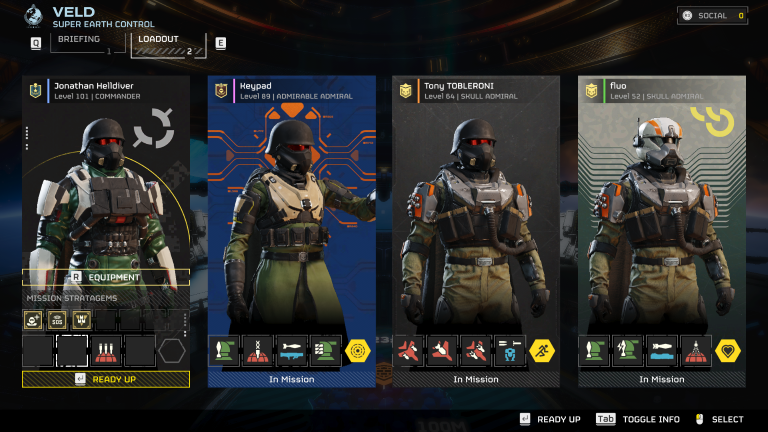 VELD
SUPER EARTH CONTROL
SOCIAL 0
Q BRIEFING 1 LOADOUT 2 E
Jonathan Helldiver
Level 101 | COMMANDER
Keypad
Level 89 | ADMIRABLE ADMIRAL
Tony TOBLERONI
Level 64 | SKULL ADMIRAL
fluo
Level 52 | SKULL ADMIRAL
R EQUIPMENT
MISSION STRATAGEMS
SOS
READY UP
In Mission
In Mission
In Mission
100M
READY UP Tab TOGGLE INFO SELECT